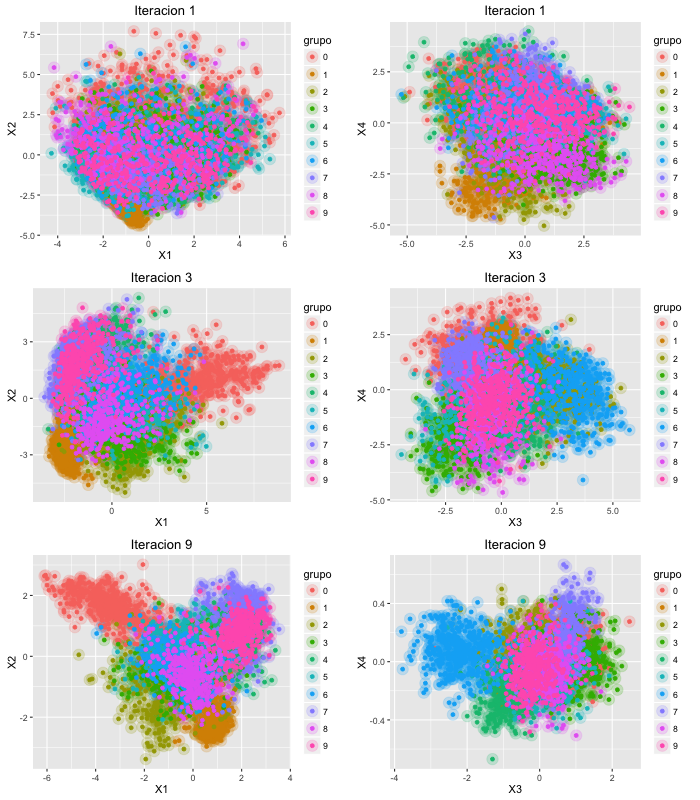 Iteracion 1
X2
7.5
5.0
2.5
0.0
-2.5
-5.0
-4 -2 0 2 4 6
X1
grupo
0
1
2
3
4
5
6
7
8
9
Iteracion 1
X4
2.5
0.0
-2.5
-5.0
-5.0 -2.5 0.0 2.5
X3
grupo
0
1
2
3
4
5
6
7
8
9
Iteracion 3
X2
3
0
-3
0 5
X1
grupo
0
1
2
3
4
5
6
7
8
9
Iteracion 3
X4
2.5
0.0
-2.5
-5.0
-2.5 0.0 2.5 5.0
X3
grupo
0
1
2
3
4
5
6
7
8
9
Iteracion 9
X2
2
0
-2
-6 -4 -2 0 2 4
X1
grupo
0
1
2
3
4
5
6
7
8
9
Iteracion 9
X4
0.4
0.0
-0.4
-4 -2 0 2
X3
grupo
0
1
2
3
4
5
6
7
8
9